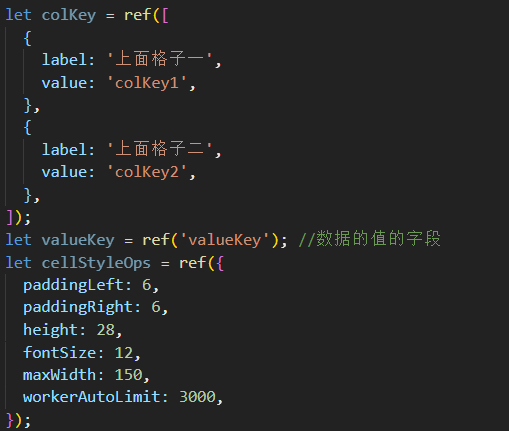 let colKey = ref([
  {
    label: '上面格子一',
    value: 'colKey1',
  },
  {
    label: '上面格子二',
    value: 'colKey2',
  },
]);
let valueKey = ref('valueKey'); //数据的值的字段
let cellStyleOps = ref({
  paddingLeft: 6,
  paddingRight: 6,
  height: 28,
  fontSize: 12,
  maxWidth: 150,
  workerAutoLimit: 3000,
});